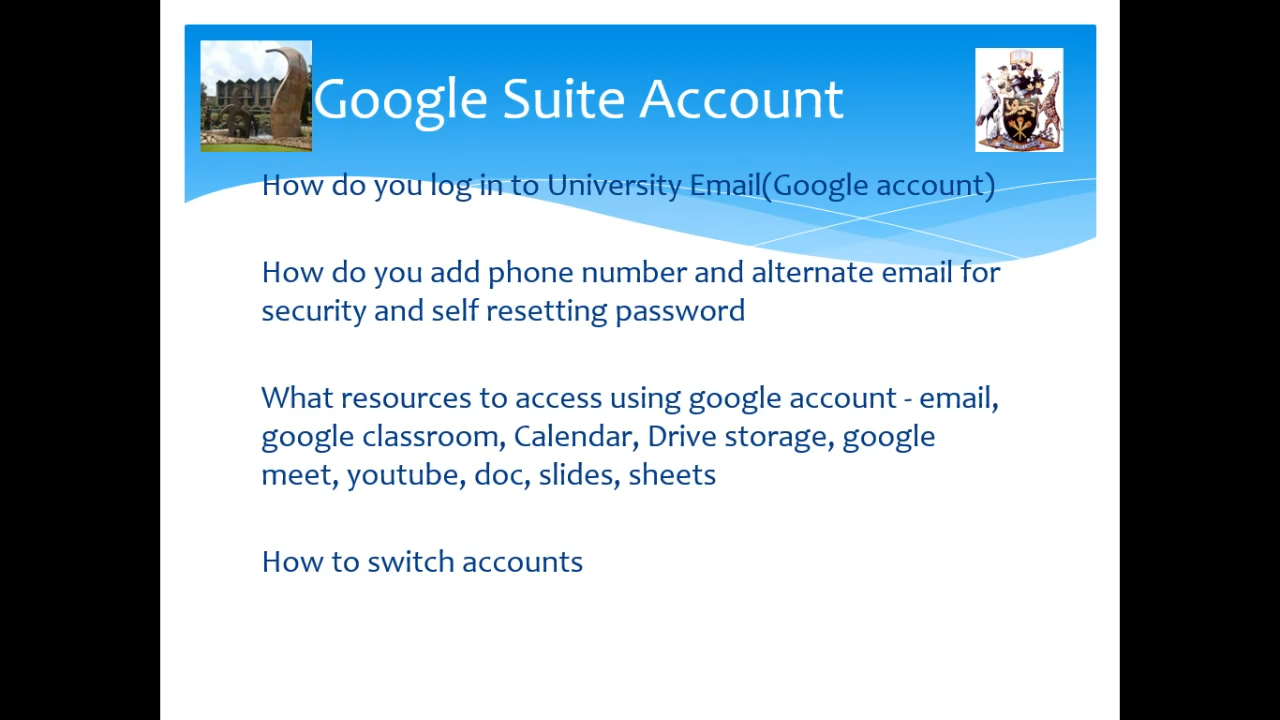 Google Suite Account
How do you log in to University Email(Google account)
How do you add phone number and alternate email for
security and self resetting password
What resources to access using google account - email,
google classroom, Calendar, Drive storage, google
meet, youtube, doc, slides, sheets
How to switch accounts